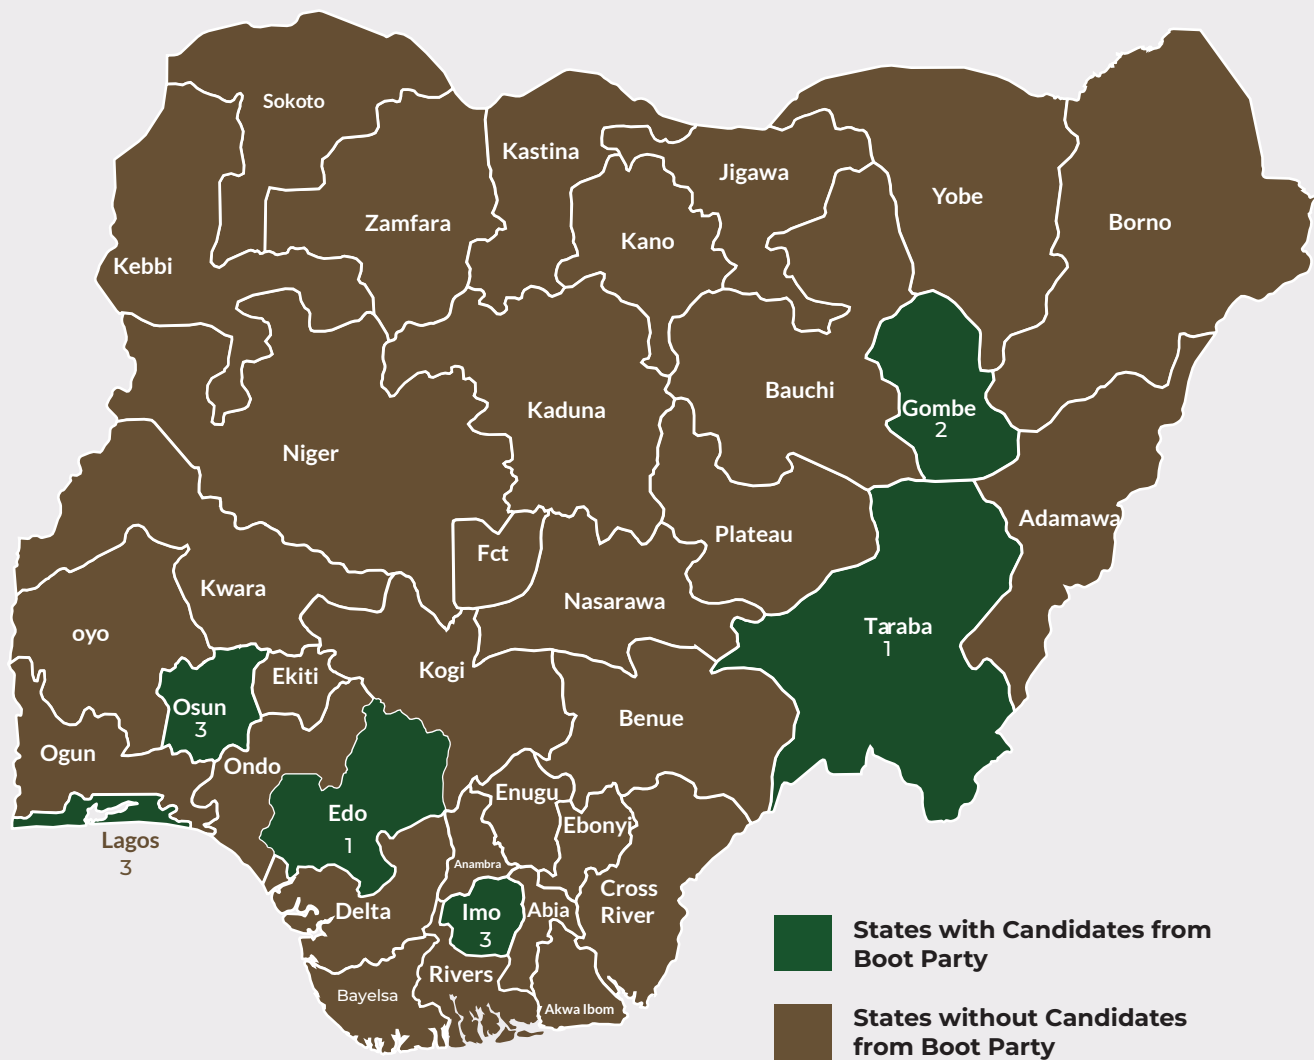 Sokoto
Kastina
Jigawa
Yobe
Borno
Zamfara
Kano
Kebbi
Bauchi
Gombe
2
Kaduna
Niger
Adamawa
Plateau
Fct
Kwara
Nasarawa
Taraba
1
oyo
Ekiti
Kogi
Osun
3
Benue
Ogun
Ondo
Enugu
Edo
1
Ebonyi
Lagos
3
Anambra
Cross
River
Delta
Imo
3
Abia
Rivers
Bayelsa
Akwa Ibom
States with Candidates from
Boot Party
States without Candidates
from Boot Party